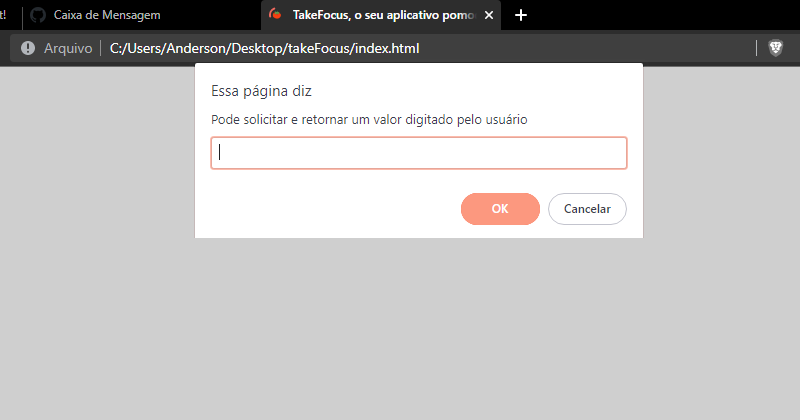 t!
Caixa de Mensagem
TakeFocus, o seu aplicativo pomo
Arquivo C:/Users/Anderson/Desktop/takeFocus/index.html
Essa página diz
Pode solicitar e retornar um valor digitado pelo usuário
OK Cancelar